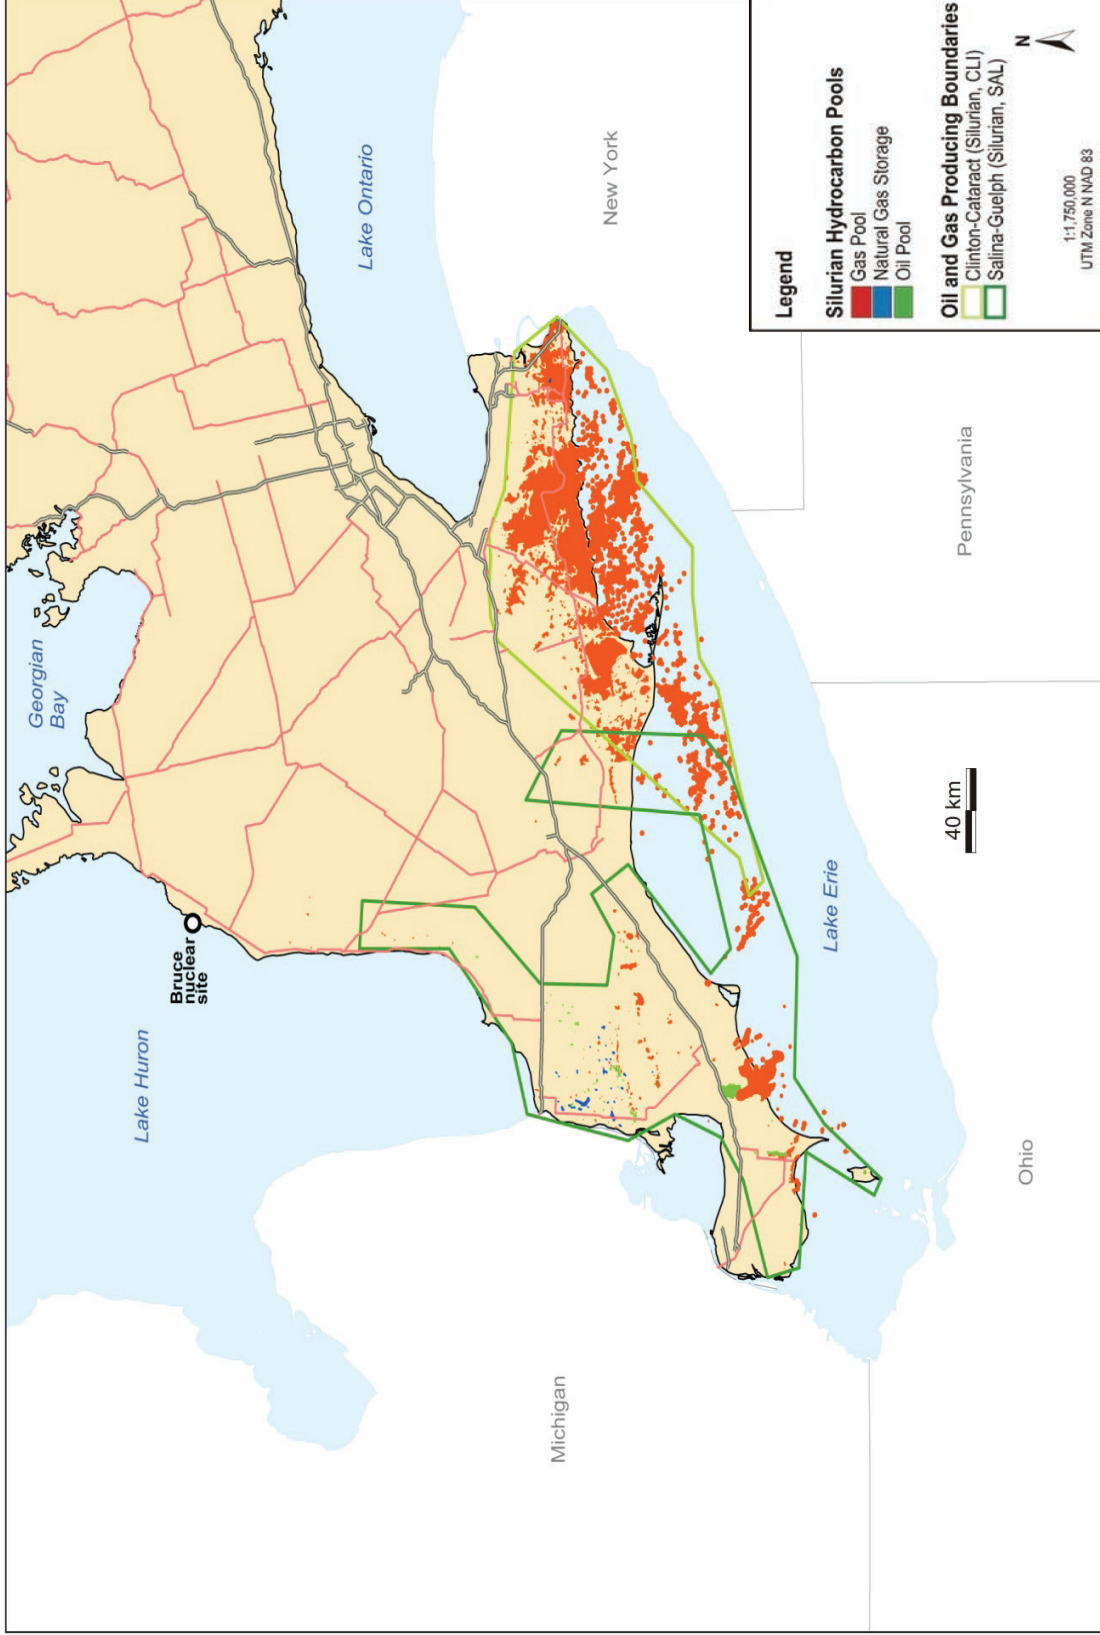 Georgian
Bay
Lake Huron
Bruce
nuclear
site
Lake Ontario
New York
Michigan
Lake Erie
Pennsylvania
Ohio
40 km
Legend
Silurian Hydrocarbon Pools
Gas Pool
Natural Gas Storage
Oil Pool
Oil and Gas Producing Boundaries
Clinton-Cataract (Silurian, CLI)
Salina-Guelph (Silurian, SAL)
N
1:1,750,000
UTM Zone N NAD 83